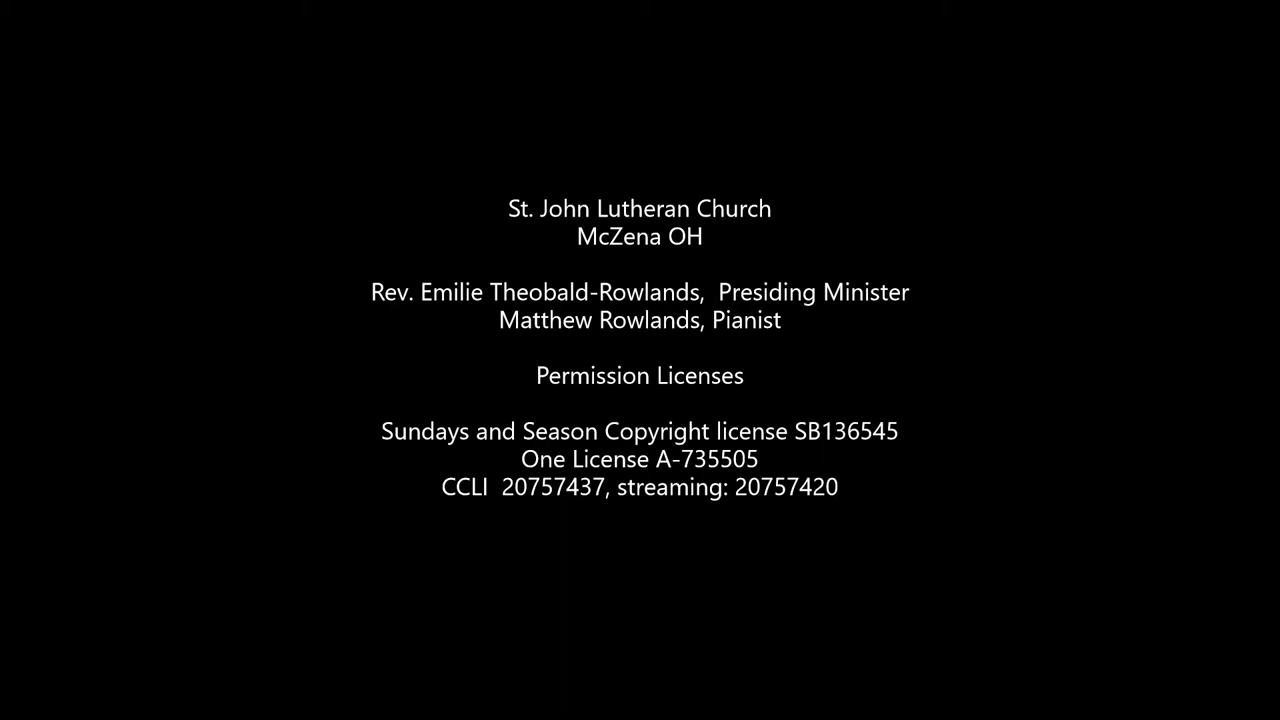 St. John Lutheran Church
McZena OH
Rev. Emilie Theobald-Rowlands,  Presiding Minister
Matthew Rowlands, Pianist
Permission Licenses
Sundays and Season Copyright license SB136545
One License A-735505
CCLI  20757437, streaming: 20757420